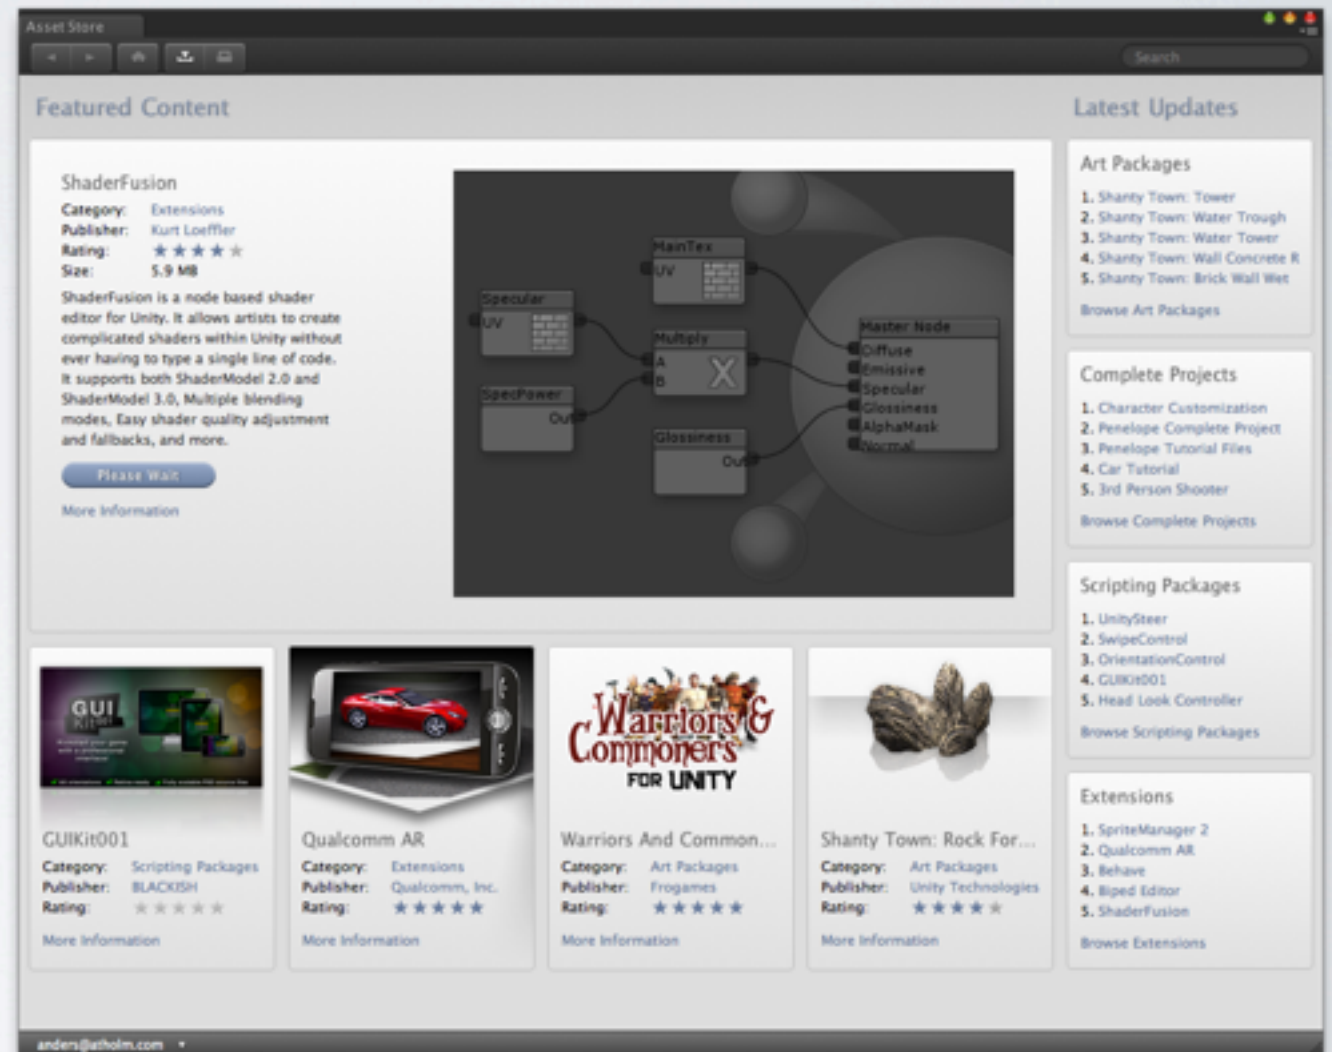 Asset Store
Search
Featured Content
ShaderFusion
Category: Extensions
Publisher: Kurt Loeffler
Rating:
Size: 5.9 MB
ShaderFusion is a node based shader
editor for Unity. It allows artists to create
complicated shaders within Unity without
ever having to type a single line of code.
It supports both ShaderModel 2.0 and
ShaderModel 3.0, Multiple blending
modes, Easy shader quality adjustment
and fallbacks, and more.
Please Wait
More Information
MainTex
UV
Specular
UV
Multiply
A
B
X
SpecPower
Out
Glossiness
Out
Master Node
Diffuse
Emissive
Specular
Glossiness
AlphaMask
Normal
GUI
GUIKit001
Category: Scripting Packages
Publisher: BLACKISH
Rating:
More Information
Qualcomm AR
Category: Extensions
Publisher: Qualcomm, Inc.
Rating:
More Information
Warriors &
Commoners
FOR UNITY
Warriors And Common...
Category: Art Packages
Publisher: Frogames
Rating:
More Information
Shanty Town: Rock For...
Category: Art Packages
Publisher: Unity Technologies
Rating:
More Information
Latest Updates
Art Packages
1. Shanty Town: Tower
2. Shanty Town: Water Trough
3. Shanty Town: Water Tower
4. Shanty Town: Wall Concrete R
5. Shanty Town: Brick Wall Wet
Browse Art Packages
Complete Projects
1. Character Customization
2. Penelope Complete Project
3. Penelope Tutorial Files
4. Car Tutorial
5. 3rd Person Shooter
Browse Complete Projects
Scripting Packages
1. UnitySteer
2. SwipeControl
3. OrientationControl
4. GUIKit001
5. Head Look Controller
Browse Scripting Packages
Extensions
1. SpriteManager 2
2. Qualcomm AR
3. Behave
4. Biped Editor
5. ShaderFusion
Browse Extensions
anders@atholm.com